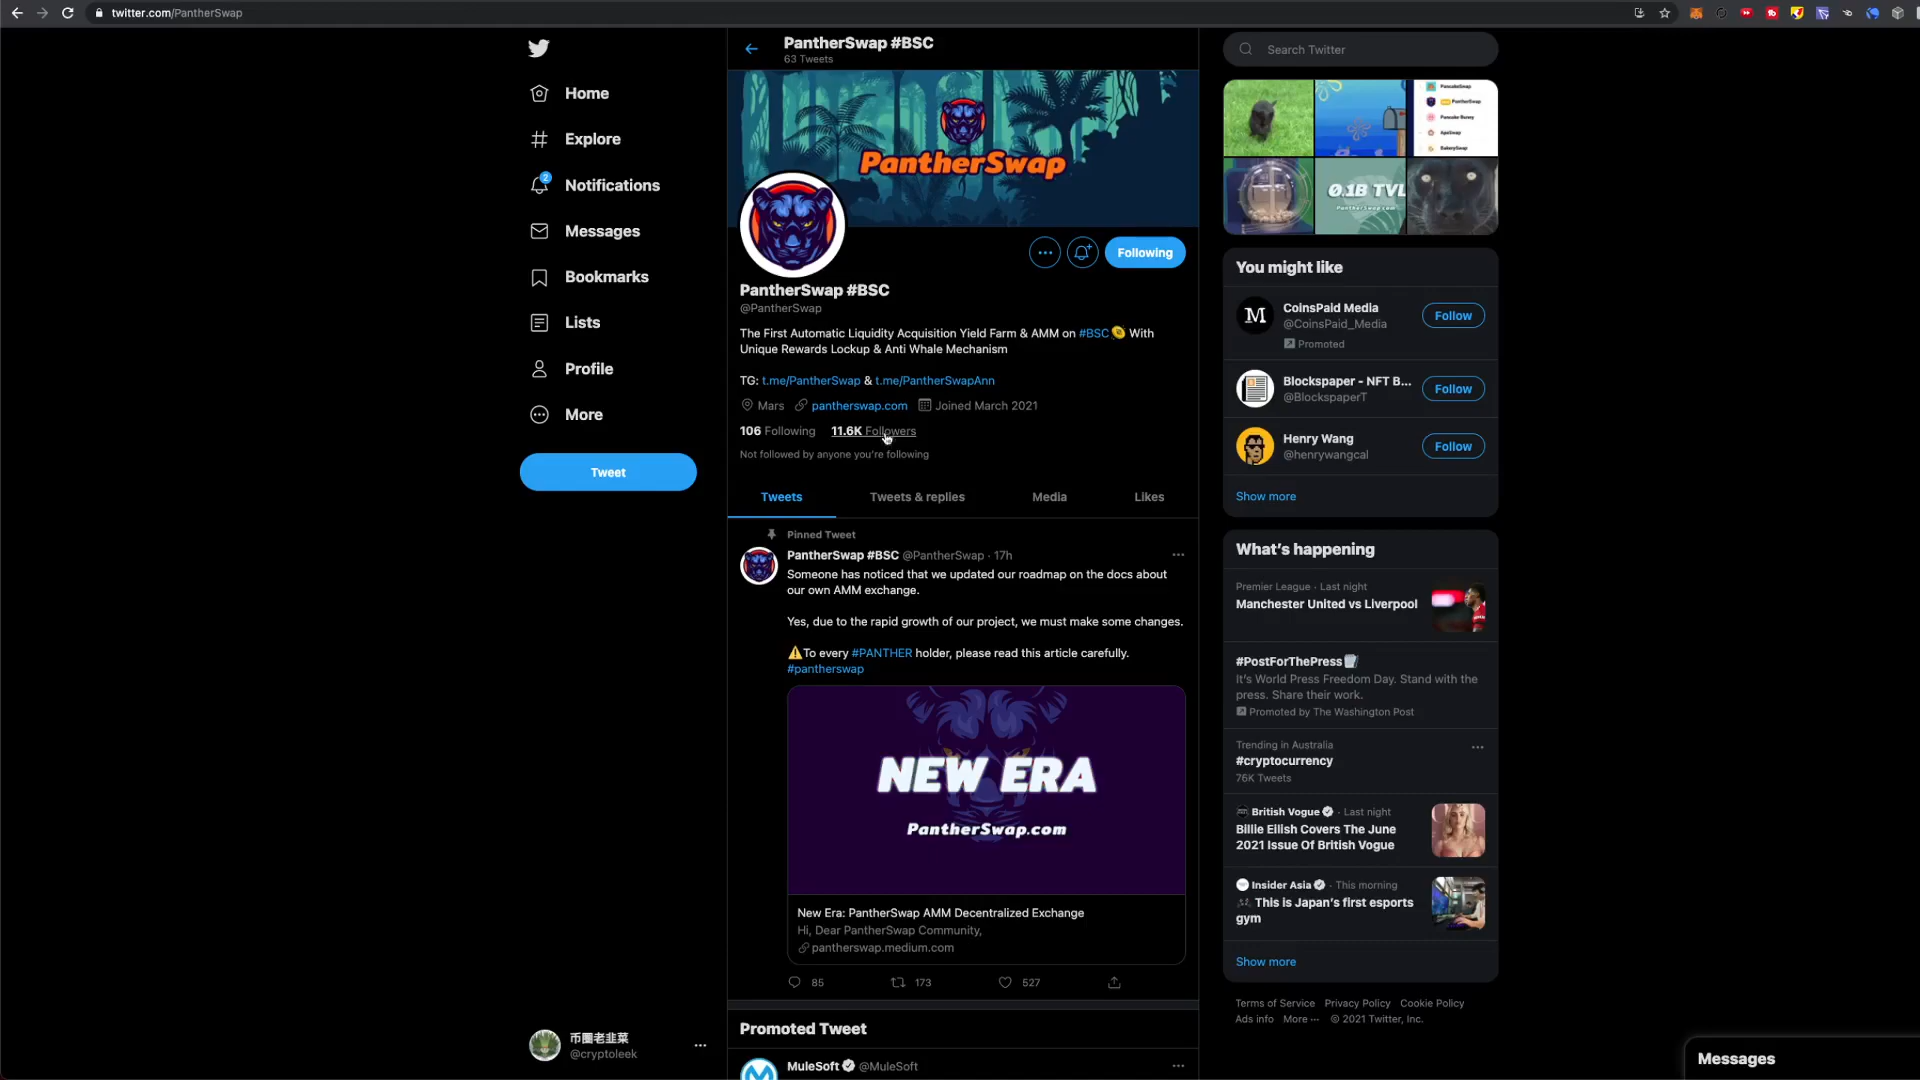 twitter.com/PantherSwap
PantherSwap #BSC
63 Tweets
Search Twitter
Home
Explore
2
Notifications
Messages
Bookmarks
Lists
Profile
More
Tweet
PantherSwap
Following
PantherSwap #BSC
@PantherSwap
The First Automatic Liquidity Acquisition Yield Farm & AMM on #BSC With
Unique Rewards Lockup & Anti Whale Mechanism
TG: t.me/PantherSwap & t.me/PantherSwapAnn
Mars pantherswap.com Joined March 2021
106 Following 11.6K Followers
Not followed by anyone you're following
Tweets Tweets & replies Media Likes
Pinned Tweet
PantherSwap #BSC @PantherSwap · 17h
Someone has noticed that we updated our roadmap on the docs about
our own AMM exchange.
Yes, due to the rapid growth of our project, we must make some changes.
⚠️To every #PANTHER holder, please read this article carefully.
#pantherswap
NEW ERA
PantherSwap.com
New Era: PantherSwap AMM Decentralized Exchange
Hi, Dear PantherSwap Community,
pantherswap.medium.com
85 173 527
Promoted Tweet
MuleSoft @MuleSoft
PancakeSwap
PantherSwap
Pancake Bunny
ApeSwap
BakerySwap
0.1B TVL
PantherSwap.com
You might like
CoinsPaid Media
@CoinsPaid_Media
Promoted
Follow
Blockspaper - NFT B...
@BlockspaperT
Follow
Henry Wang
@henrywangcal
Follow
Show more
What's happening
Premier League · Last night
Manchester United vs Liverpool
#PostForThePress
It's World Press Freedom Day. Stand with the
press. Share their work.
Promoted by The Washington Post
Trending in Australia
#cryptocurrency
76K Tweets
British Vogue · Last night
Billie Eilish Covers The June
2021 Issue Of British Vogue
Insider Asia · This morning
This is Japan's first esports
gym
Show more
Terms of Service Privacy Policy Cookie Policy
Ads info More ··· © 2021 Twitter, Inc.
币圈老韭菜
@cryptoleek
Messages